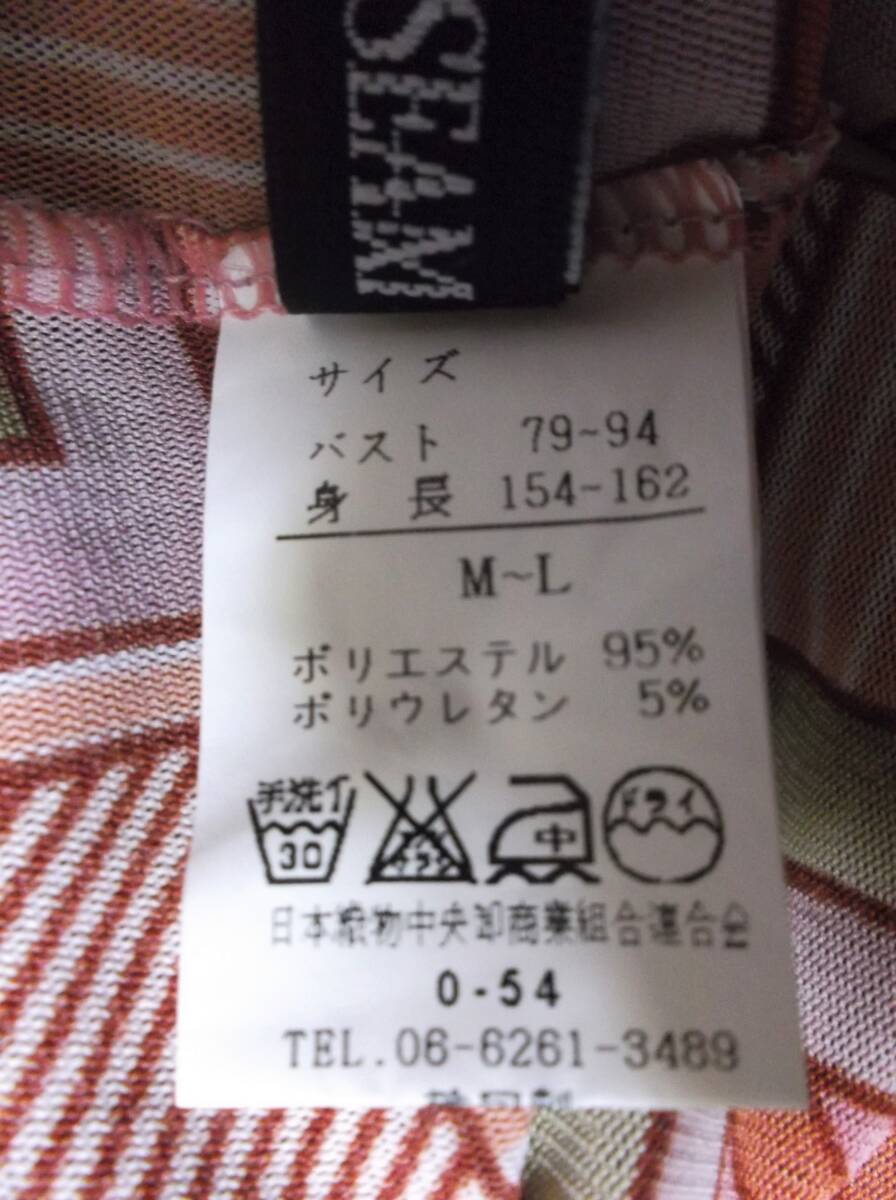 SEAM
サイズ
バスト 79~94
身長 154-162
M~L
ポリエステル 95%
ポリウレタン 5%
手洗イ 30 中 ドライ
日本織物中央卸商業組合連合会
0-54
TEL.06-6261-3489